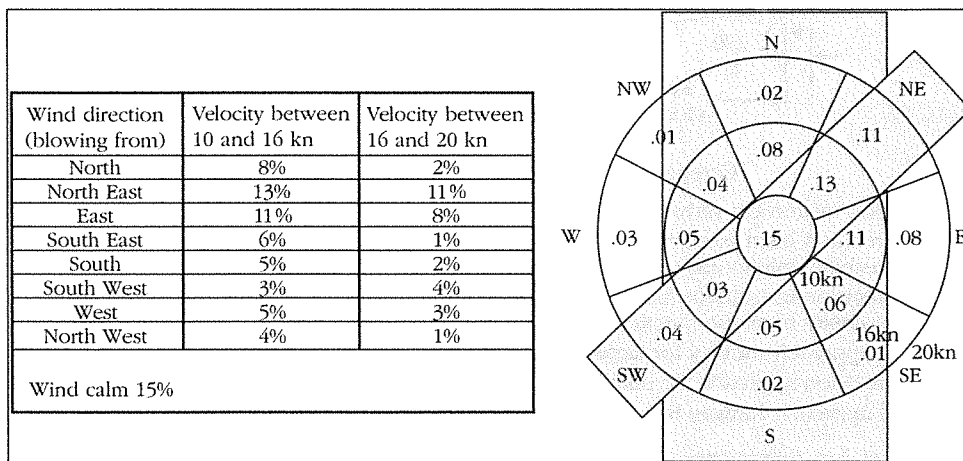 Wind direction (blowing from) Velocity between 10 and 16 kn Velocity between 16 and 20 kn
North 8% 2%
North East 13% 11%
East 11% 8%
South East 6% 1%
South 5% 2%
South West 3% 4%
West 5% 3%
North West 4% 1%
Wind calm 15%
N
NW NE
.02
.01 .11
.08
.04 .13
W .03 .05 .15 .11 .08 E
.03 10kn .06
.04 .05 16kn .01 20kn
SW .02 SE
S